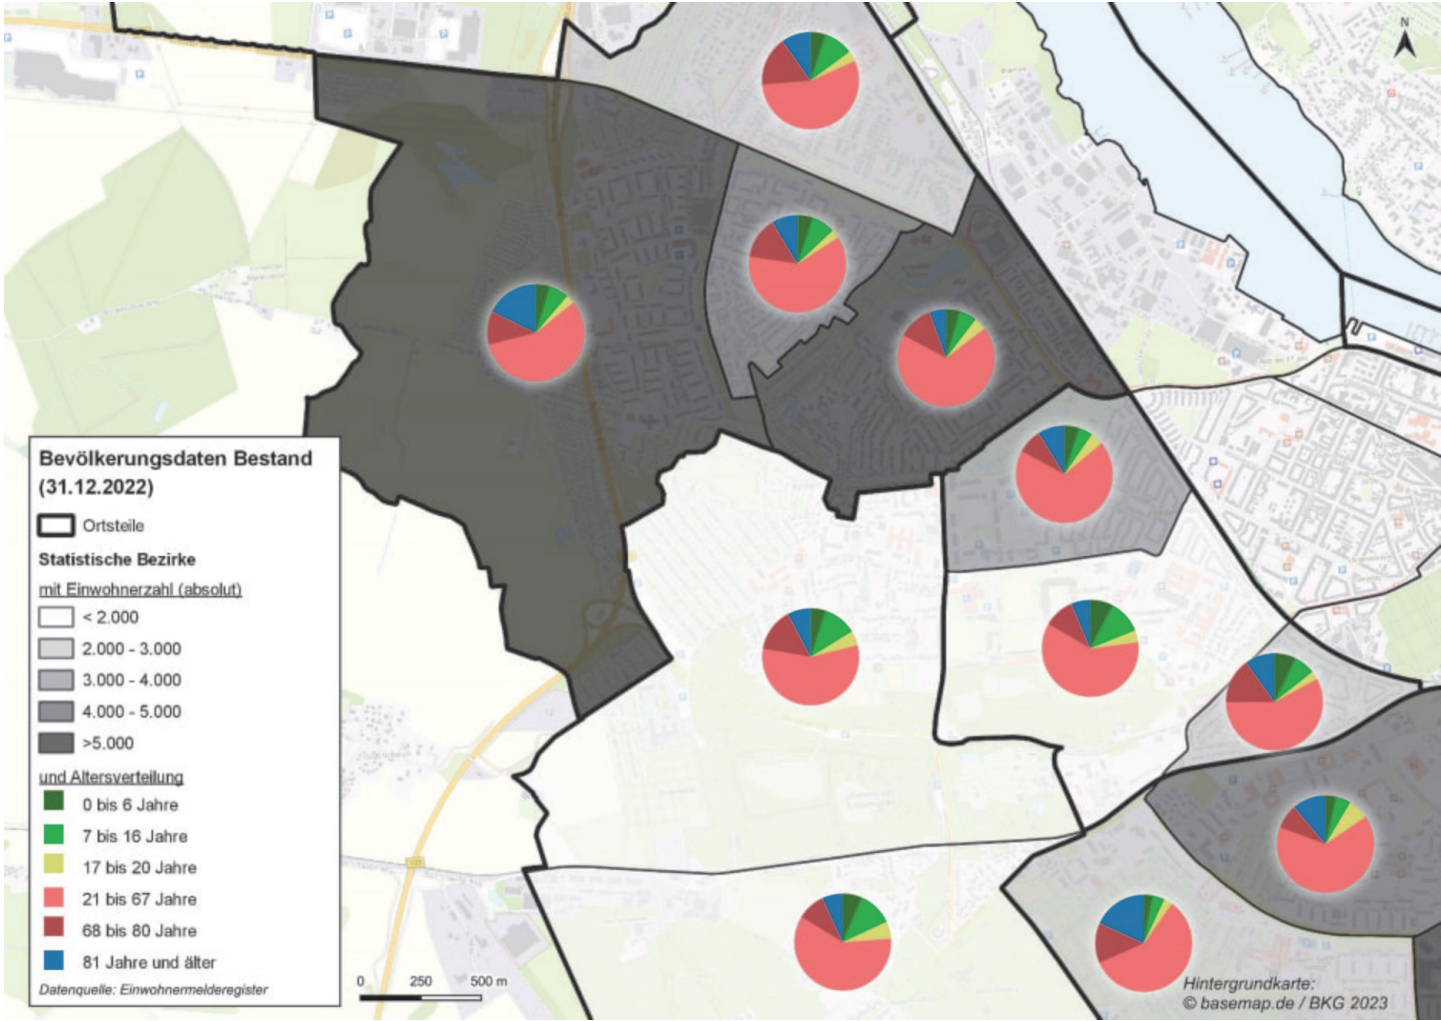 N
Bevölkerungsdaten Bestand
(31.12.2022)
Ortsteile
Statistische Bezirke
mit Einwohnerzahl (absolut)
< 2.000
2.000 - 3.000
3.000 - 4.000
4.000 - 5.000
>5.000
und Altersverteilung
0 bis 6 Jahre
7 bis 16 Jahre
17 bis 20 Jahre
21 bis 67 Jahre
68 bis 80 Jahre
81 Jahre und älter
Datenquelle: Einwohnermelderegister
0 250 500 m
Hintergrundkarte:
© basemap.de / BKG 2023